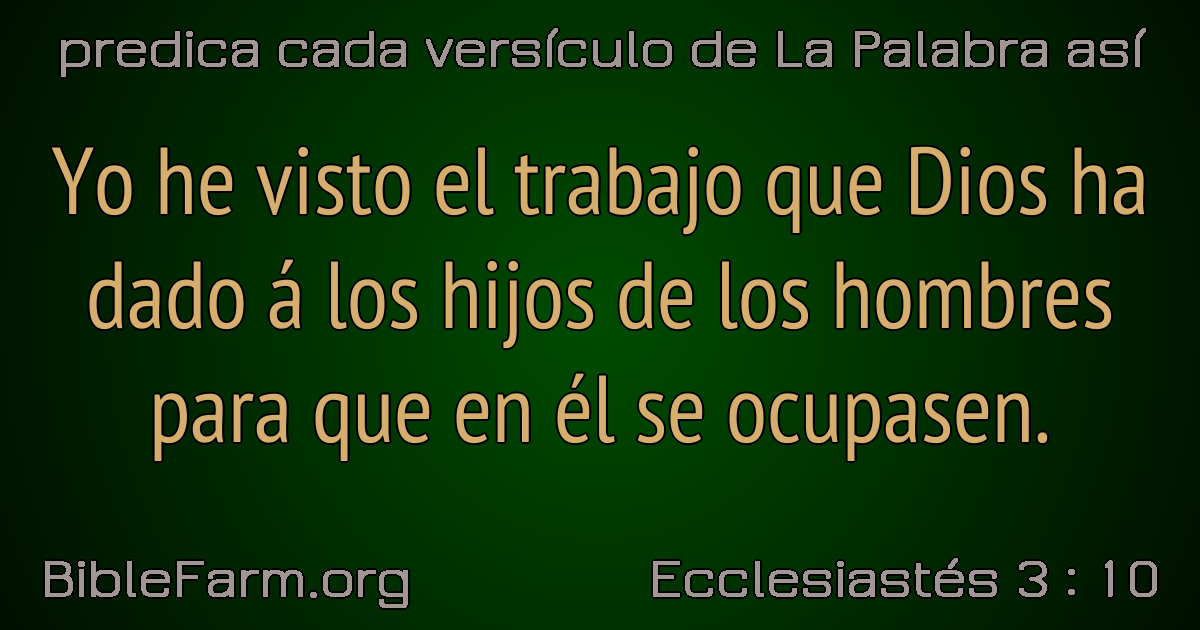 predica cada versículo de La Palabra así
Yo he visto el trabajo que Dios ha
dado á los hijos de los hombres
para que en él se ocupasen.
BibleFarm.org
Ecclesiastés 3 : 10